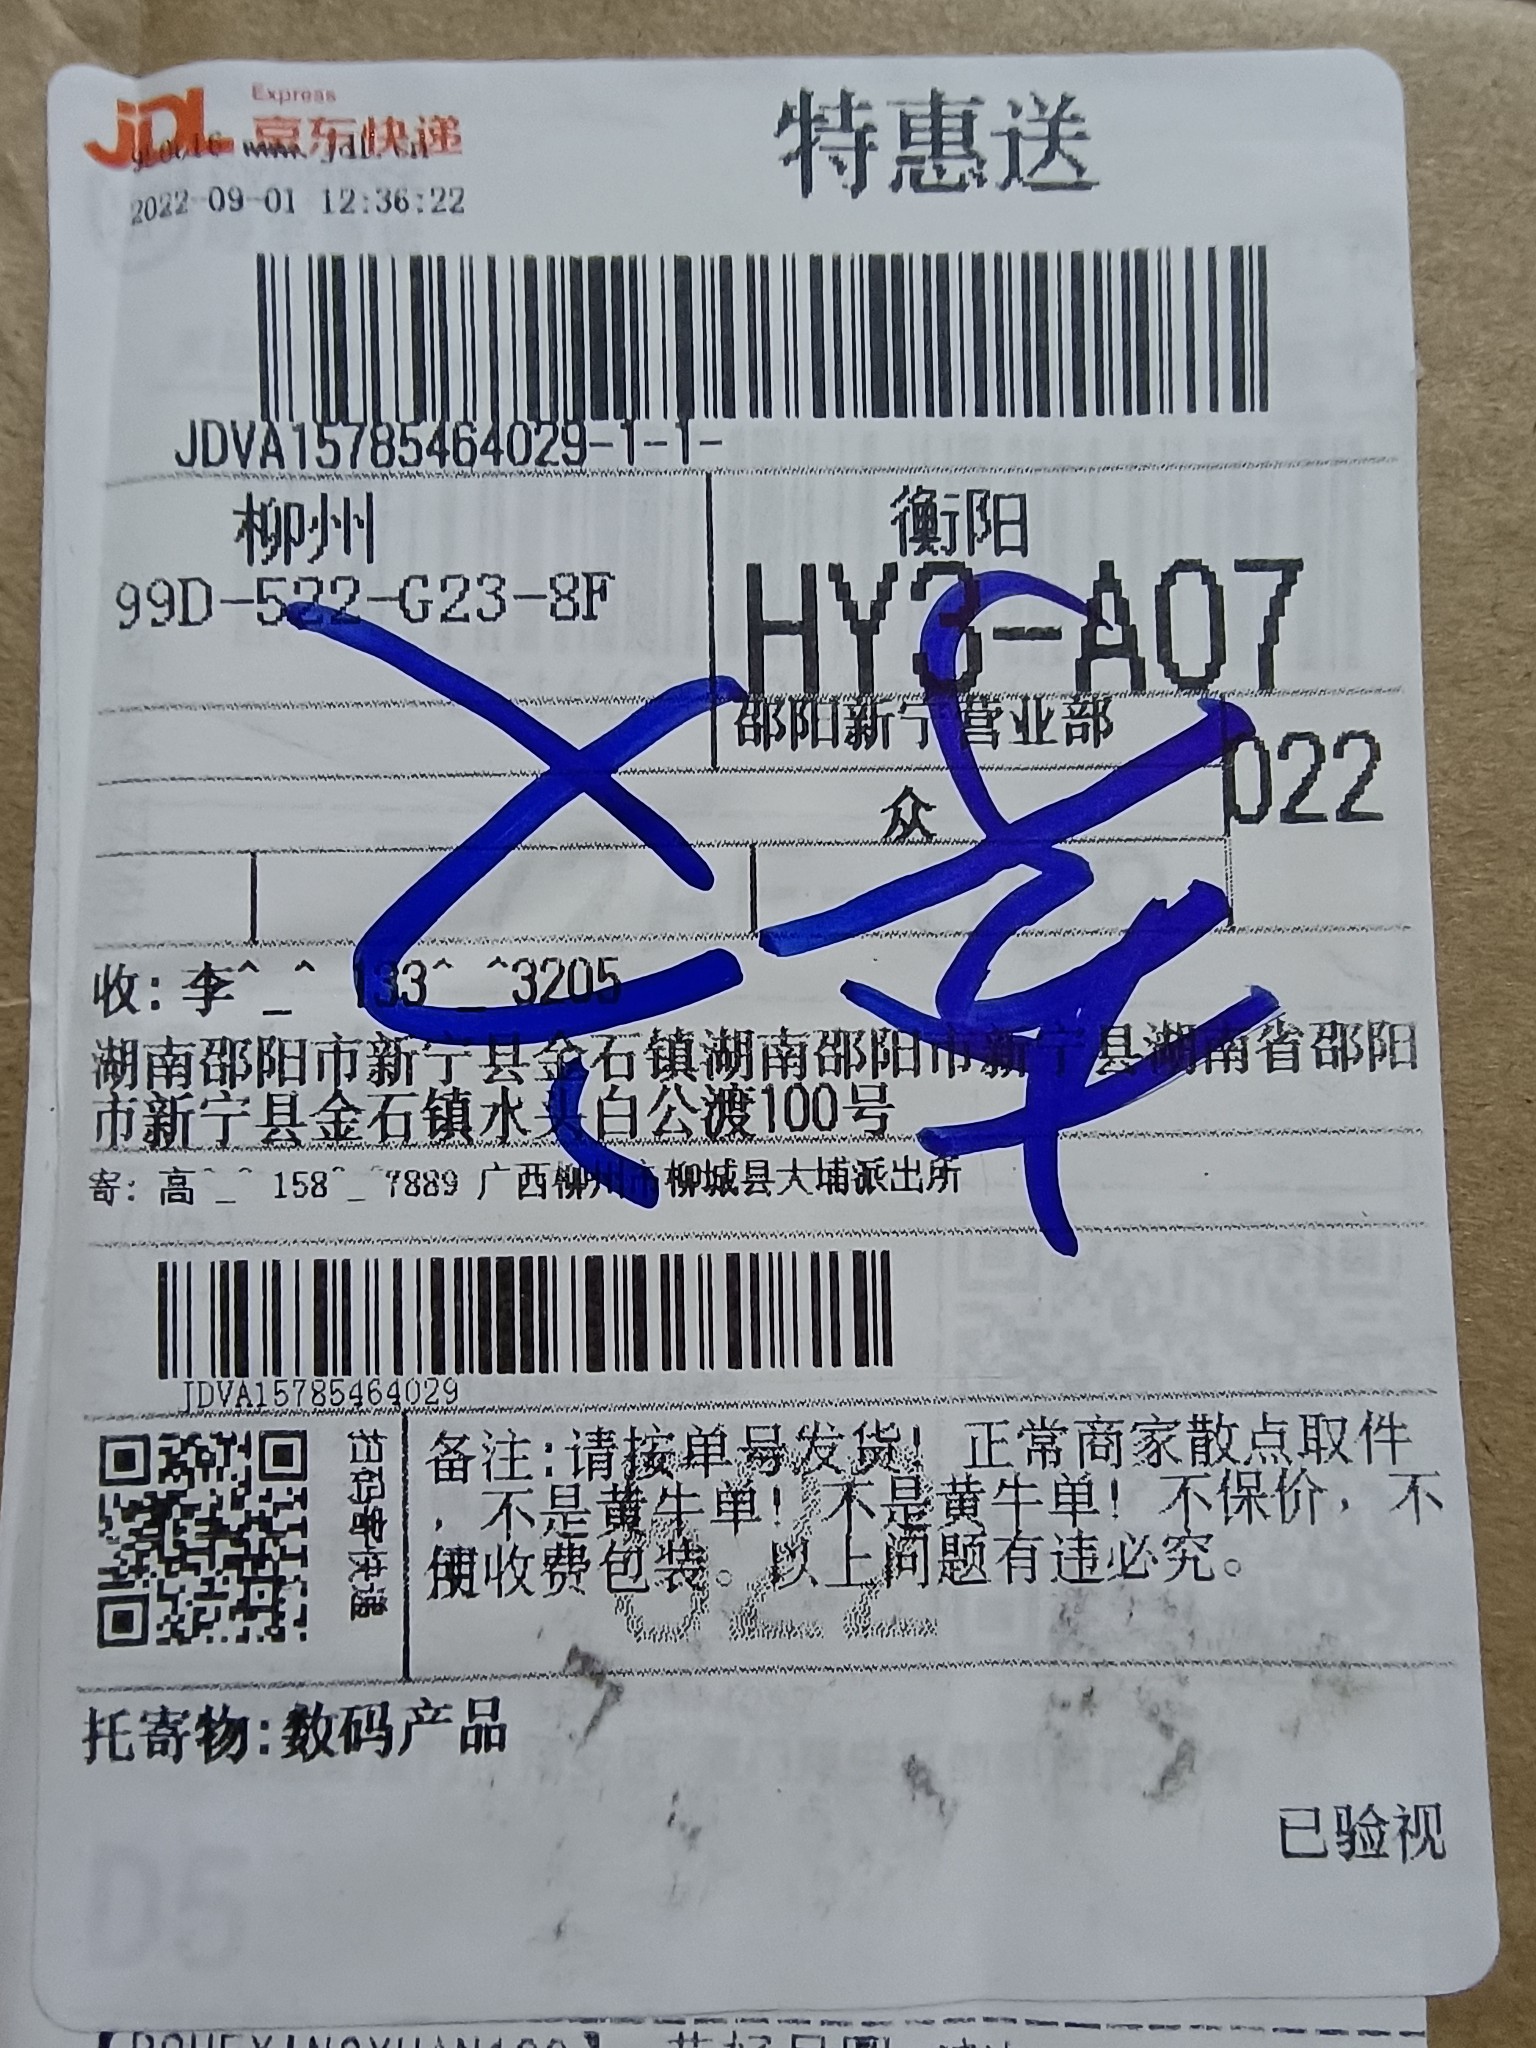 JDL Express
京东快递
2022-09-01 12:36:22
特惠送
JDVA15785464029-1-1-
柳州
99D-522-G23-8F
衡阳
HY3-A07
邵阳新宁营业部
022
众
收: 李^_^ 133^_^3205
湖南邵阳市新宁县金石镇湖南邵阳市新宁县湖南省邵阳
市新宁县金石镇水头白公渡100号
寄: 高^_^ 158^_^7889 广西柳州市柳城县大埔派出所
JDVA15785464029
备注:请按单号发货! 正常商家散点取件
,不是黄牛单! 不是黄牛单! 不保价,不
使用收费包装。以上问题有违必究。
022
托寄物:数码产品
已验视
D5